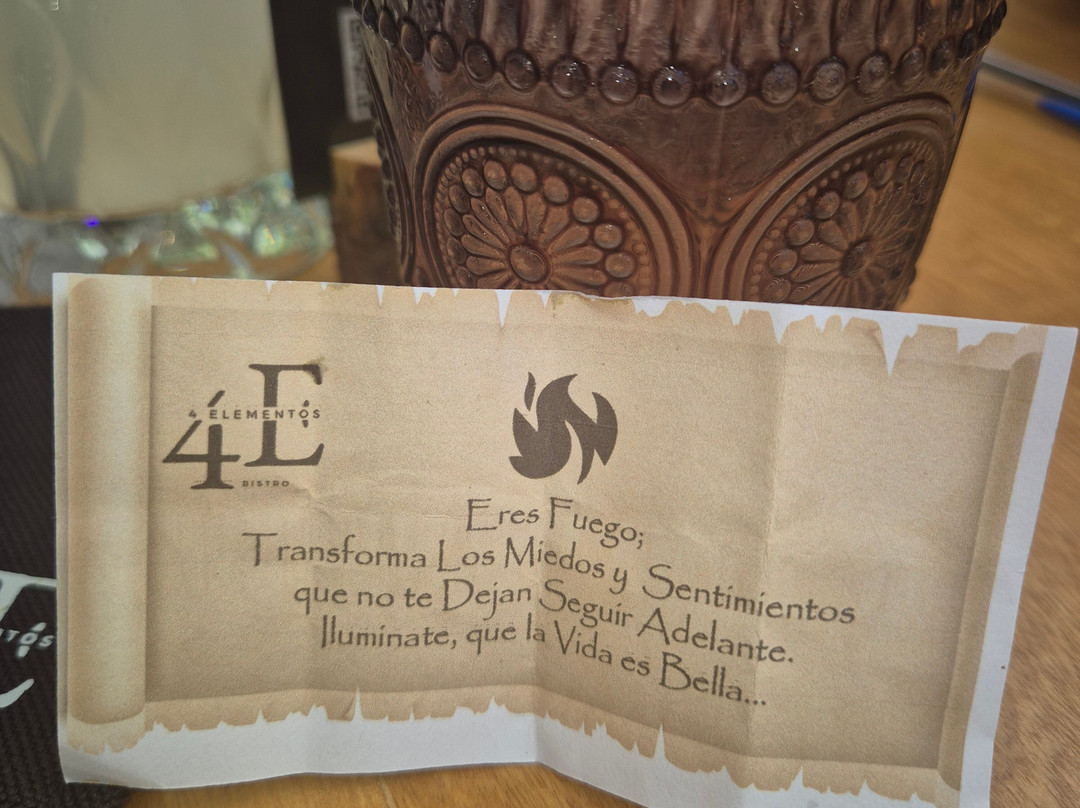 4E
4 ELEMENTOS
BISTRO
Eres Fuego;
Transforma Los Miedos y Sentimientos
que no te Dejan Seguir Adelante.
Ilumínate, que la Vida es Bella...